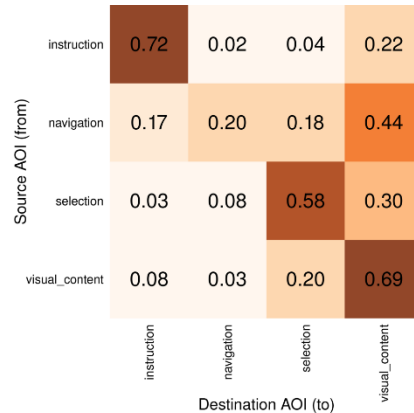 Source AOI (from)
instruction 0.72 0.02 0.04 0.22
navigation 0.17 0.20 0.18 0.44
selection 0.03 0.08 0.58 0.30
visual_content 0.08 0.03 0.20 0.69
instruction
navigation
selection
visual_content
Destination AOI (to)